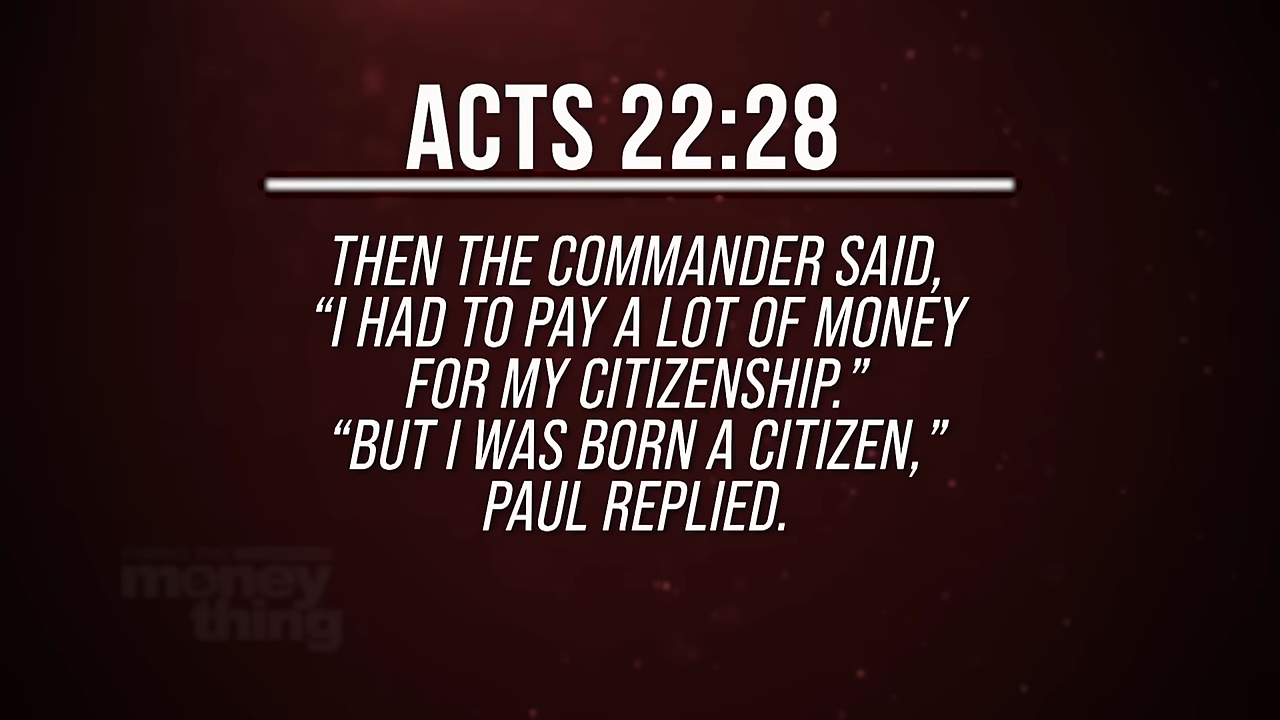 ACTS 22:28
THEN THE COMMANDER SAID,
“I HAD TO PAY A LOT OF MONEY
FOR MY CITIZENSHIP.”
“BUT I WAS BORN A CITIZEN,”
PAUL REPLIED.
money
thing